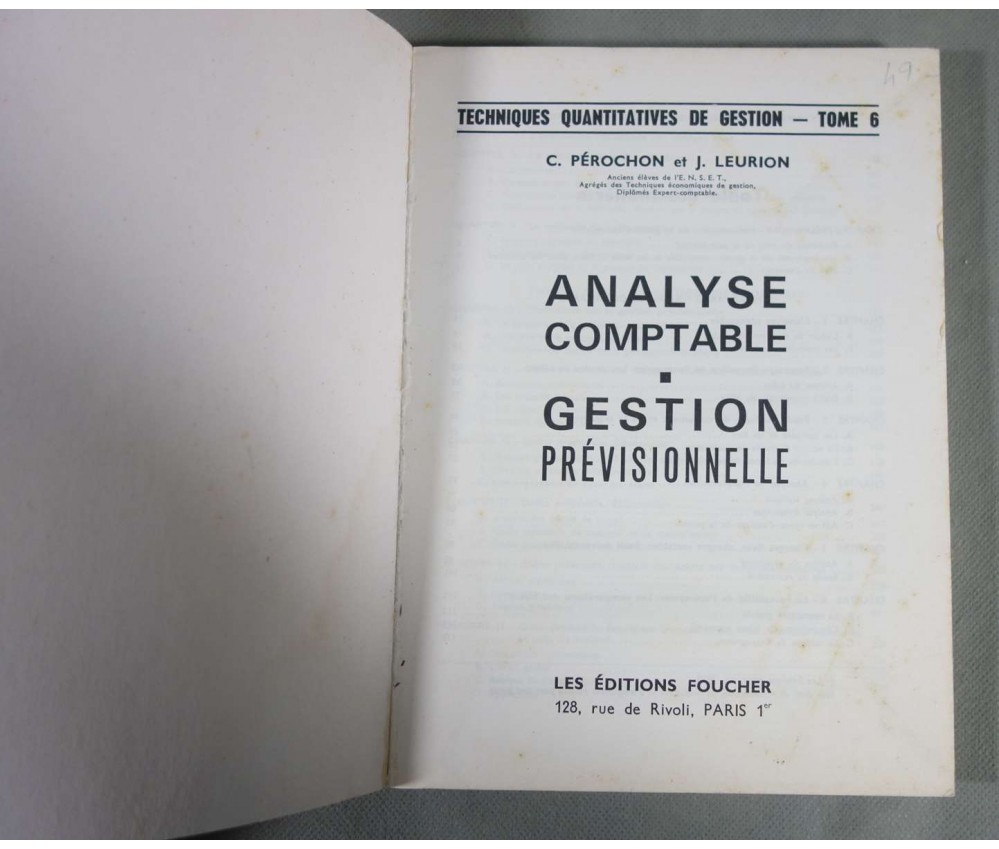 49.
TECHNIQUES QUANTITATIVES DE GESTION — TOME 6
C. PÉROCHON et J. LEURION
Anciens élèves de l'E. N. S. E. T.,
Agrégés des Techniques économiques de gestion,
Diplômés Expert-comptable.
ANALYSE
COMPTABLE
▪
GESTION
PRÉVISIONNELLE
LES ÉDITIONS FOUCHER
128, rue de Rivoli, PARIS 1er